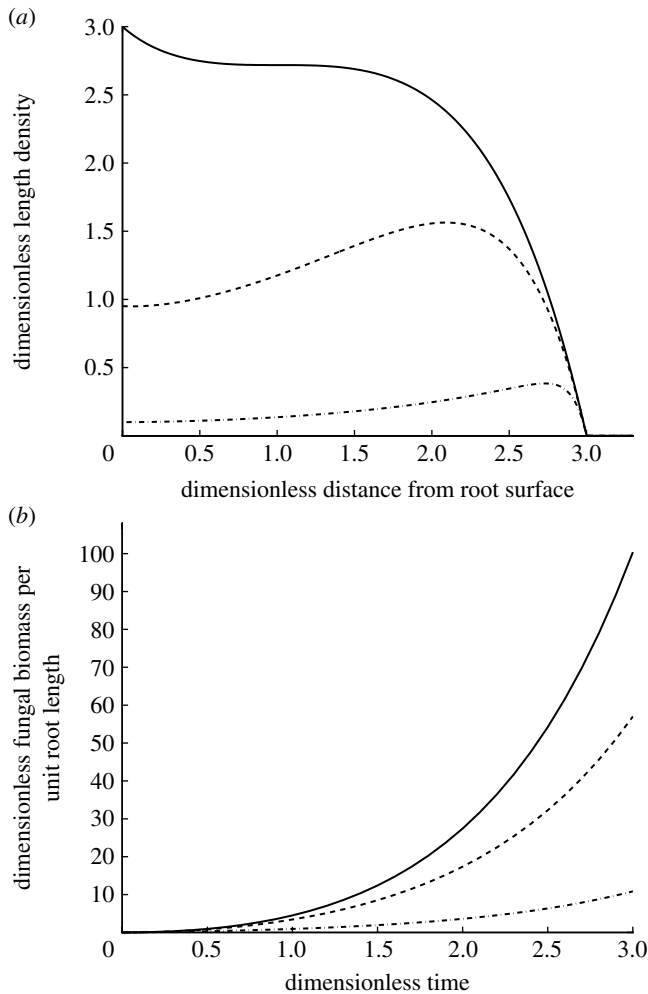 (a)
3.0
2.5
2.0
1.5
1.0
0.5
0 0.5 1.0 1.5 2.0 2.5 3.0
dimensionless length density
dimensionless distance from root surface
(b)
100
90
80
70
60
50
40
30
20
10
0 0.5 1.0 1.5 2.0 2.5 3.0
dimensionless fungal biomass per
unit root length
dimensionless time